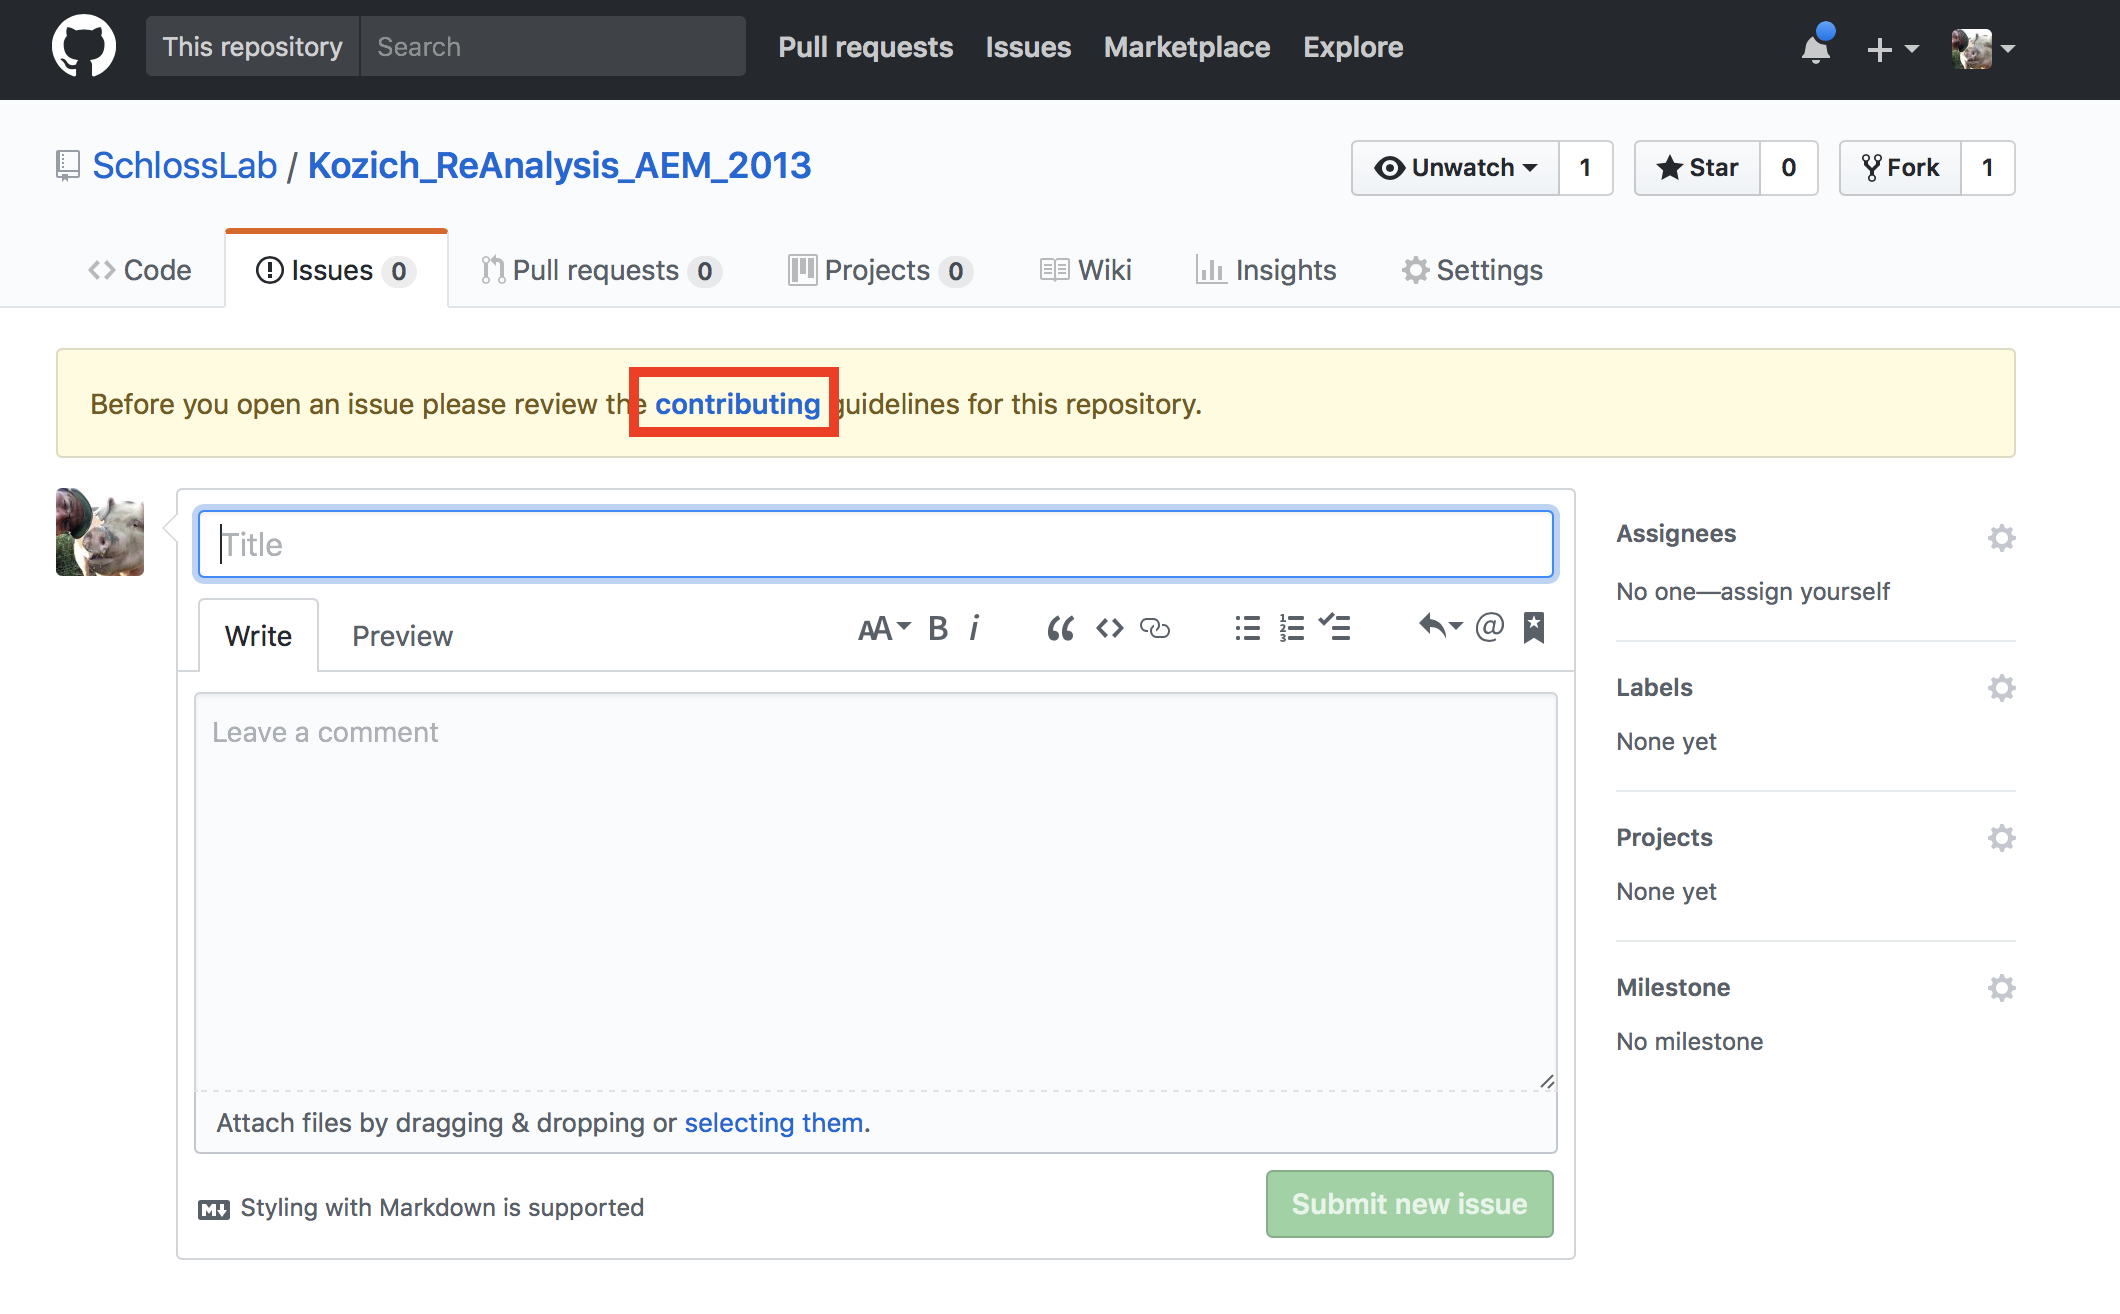 This repository Search Pull requests Issues Marketplace Explore
SchlossLab / Kozich_ReAnalysis_AEM_2013 Unwatch 1 Star 0 Fork 1
Code Issues 0 Pull requests 0 Projects 0 Wiki Insights Settings
Before you open an issue please review the contributing guidelines for this repository.
Title
Write Preview AA B i “ <> @
Leave a comment
Attach files by dragging & dropping or selecting them.
M Styling with Markdown is supported
Submit new issue
Assignees
No one—assign yourself
Labels
None yet
Projects
None yet
Milestone
No milestone